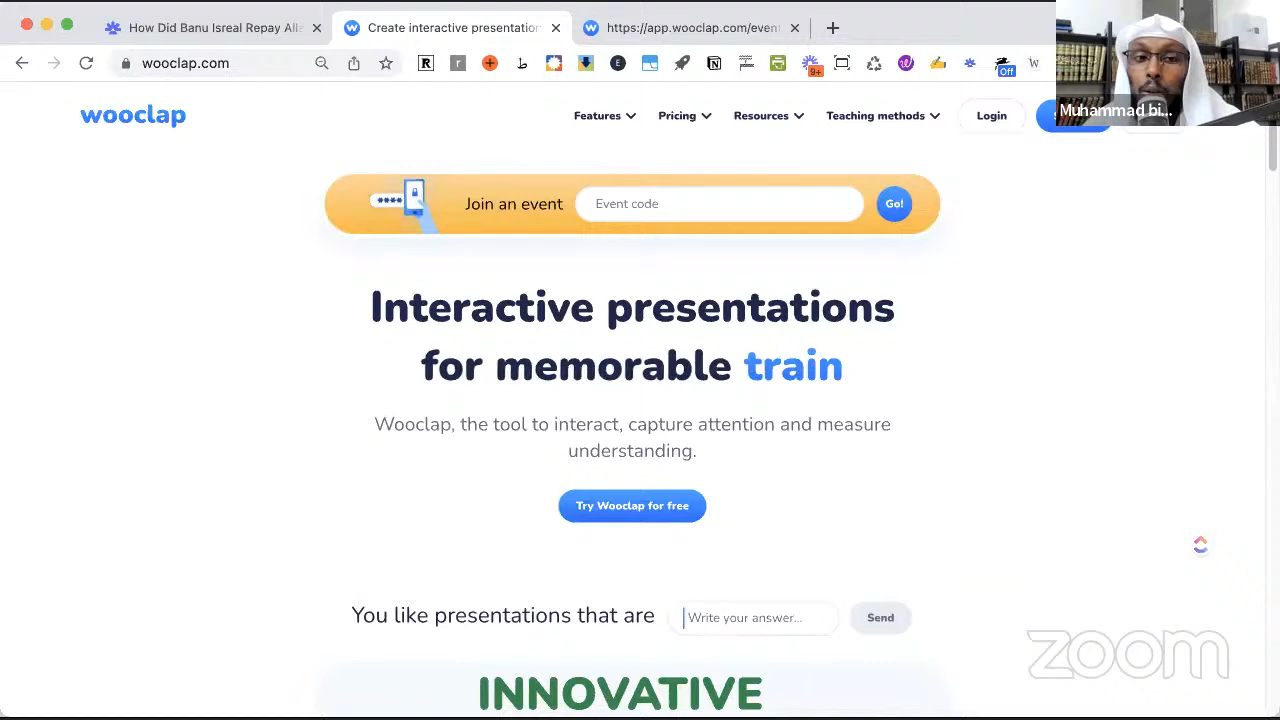 How Did Banu Isreal Repay Alla
Create interactive presentation
https://app.wooclap.com/event
wooclap.com
9+
Off
wooclap
Features
Pricing
Resources
Teaching methods
Login
Muhammad bi...
Join an event
Event code
Go!
Interactive presentations
for memorable train
Wooclap, the tool to interact, capture attention and measure
understanding.
Try Wooclap for free
You like presentations that are
Write your answer...
Send
INNOVATIVE
zoom